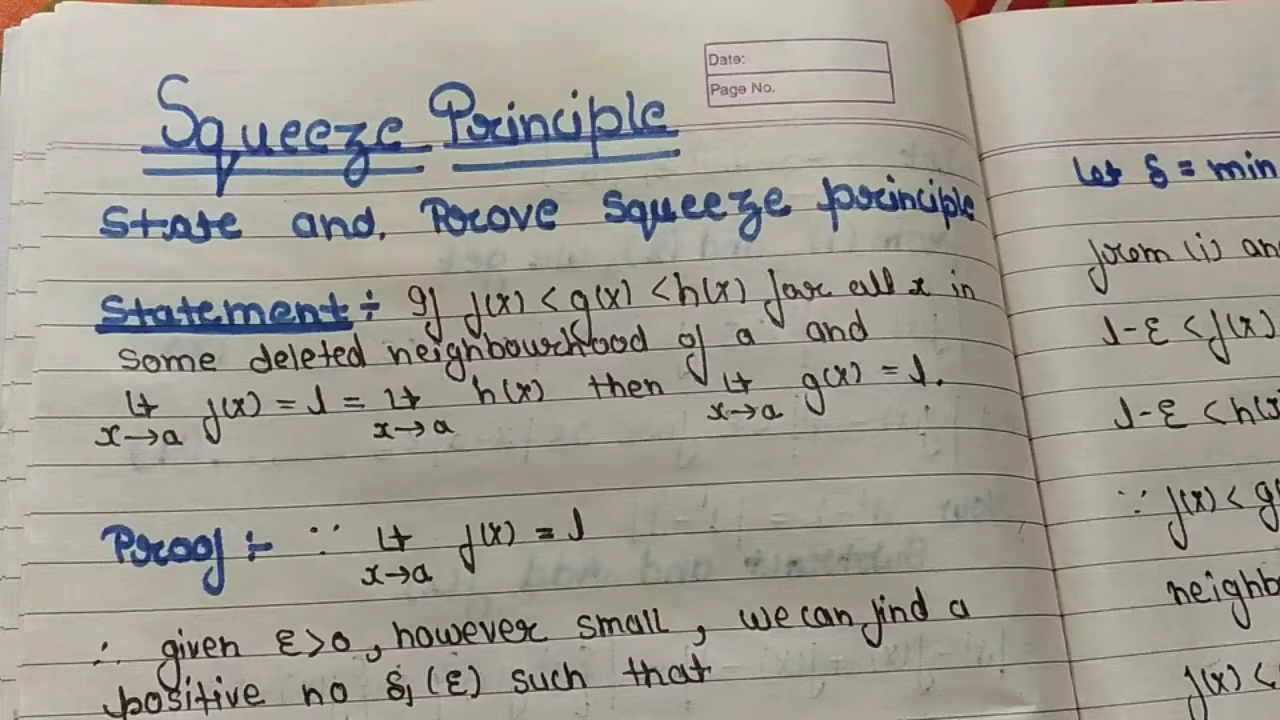 Date:
Page No.
Squeeze Principle
State and. Prove squeeze principle
Statement ÷ If f(x) < g(x) < h(x) for all x in
some deleted neighbourhood of a and
lt x→a f(x) = l = lt x→a h(x) then lt x→a g(x) = l.
Proof :- ∵ lt x→a f(x) = l
∴ given ε>0, however small, we can find a
positive no δ₁(ε) such that
Let δ = min
from (i) an
l-ε < f(x)
l-ε < h(x
∵ f(x) < g(
neighb
f(x) <